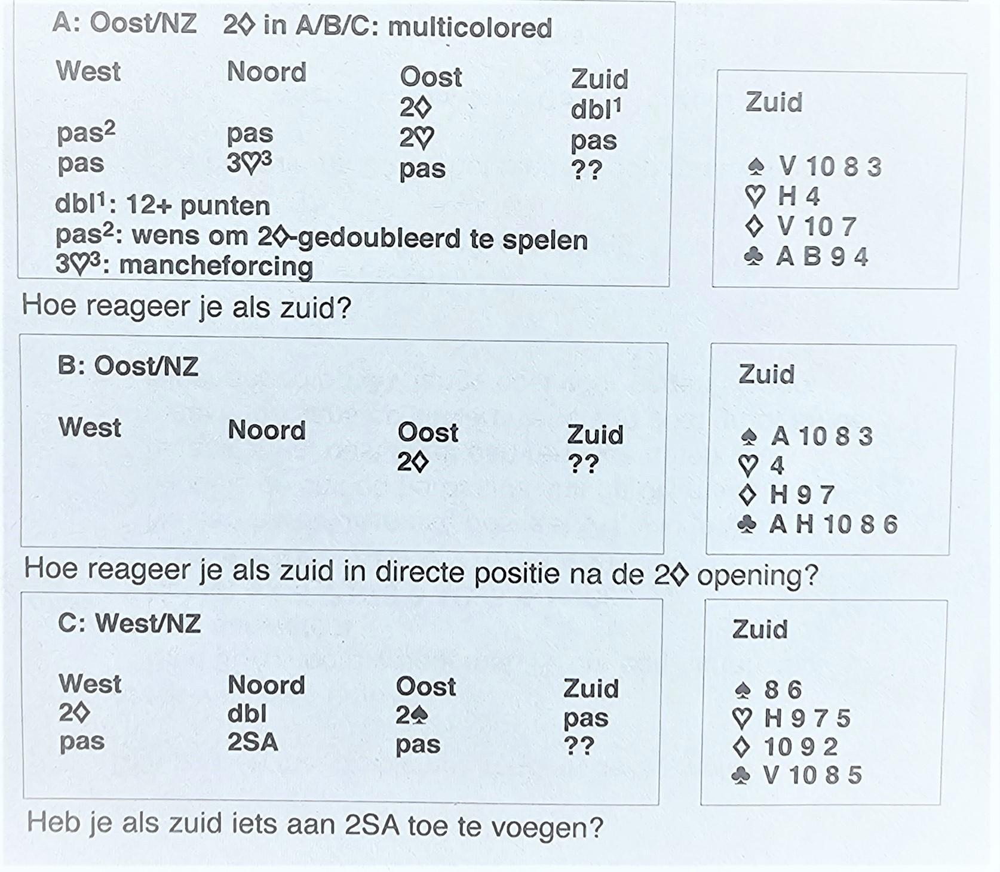 A: Oost/NZ 2♢ in A/B/C: multicolored
West Noord Oost Zuid
2♢ dbl¹
pas² pas 2♡ pas
pas 3♡³ pas ??
dbl¹: 12+ punten
pas²: wens om 2♢-gedoubleerd te spelen
3♡³: mancheforcing
Zuid
♠ V 10 8 3
♡ H 4
♢ V 10 7
♣ A B 9 4
Hoe reageer je als zuid?
B: Oost/NZ
West Noord Oost Zuid
2♢ ??
Zuid
♠ A 10 8 3
♡ 4
♢ H 9 7
♣ A H 10 8 6
Hoe reageer je als zuid in directe positie na de 2♢ opening?
C: West/NZ
West Noord Oost Zuid
2♢ dbl 2♠ pas
pas 2SA pas ??
Zuid
♠ 8 6
♡ H 9 7 5
♢ 10 9 2
♣ V 10 8 5
Heb je als zuid iets aan 2SA toe te voegen?